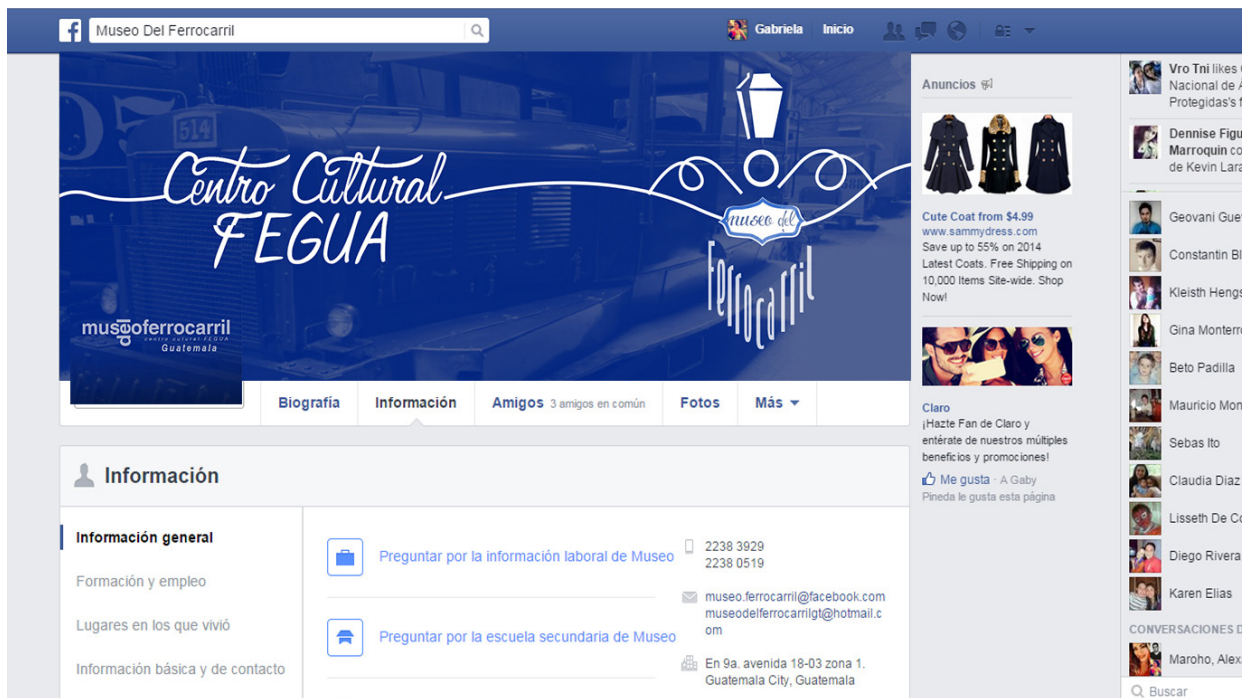 Museo Del Ferrocarril
Gabriela Inicio
514
Centro Cultural
FEGUA
museo del
Ferrocarril
museodelferrocarril
centro cultural FEGUA
Guatemala
Biografía Información Amigos 3 amigos en común Fotos Más
Información
Información general
Formación y empleo
Lugares en los que vivió
Información básica y de contacto
Preguntar por la información laboral de Museo
Preguntar por la escuela secundaria de Museo
2238 3929
2238 0519
museo.ferrocarril@facebook.com
museodelferrocarrilgt@hotmail.c
om
En 9a. avenida 18-03 zona 1.
Guatemala City, Guatemala
Anuncios
Cute Coat from $4.99
www.sammydress.com
Save up to 55% on 2014
Latest Coats. Free Shipping on
10,000 Items Site-wide. Shop
Now!
Claro
¡Hazte Fan de Claro y
entérate de nuestros múltiples
beneficios y promociones!
Me gusta · A Gaby
Pineda le gusta esta página
Vro Tni likes
Nacional de A
Protegidas's f
Dennise Figu
Marroquin co
de Kevin Lara
Geovani Gue
Constantin Bl
Kleisth Hengs
Gina Monterro
Beto Padilla
Mauricio Mon
Sebas Ito
Claudia Diaz
Lisseth De Co
Diego Rivera
Karen Elias
CONVERSACIONES D
Maroho, Alex
Buscar